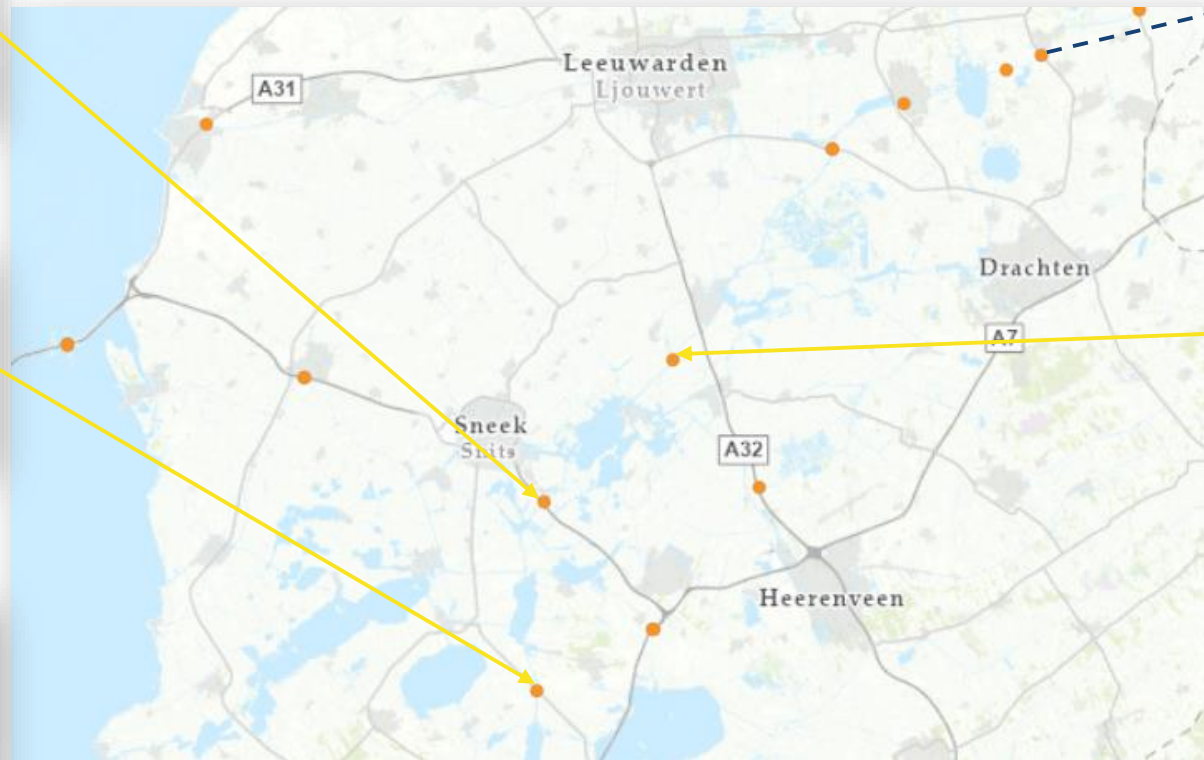 Leeuwarden
Ljouwert
A31
Drachten
A7
Sneek
Snits
A32
Heerenveen